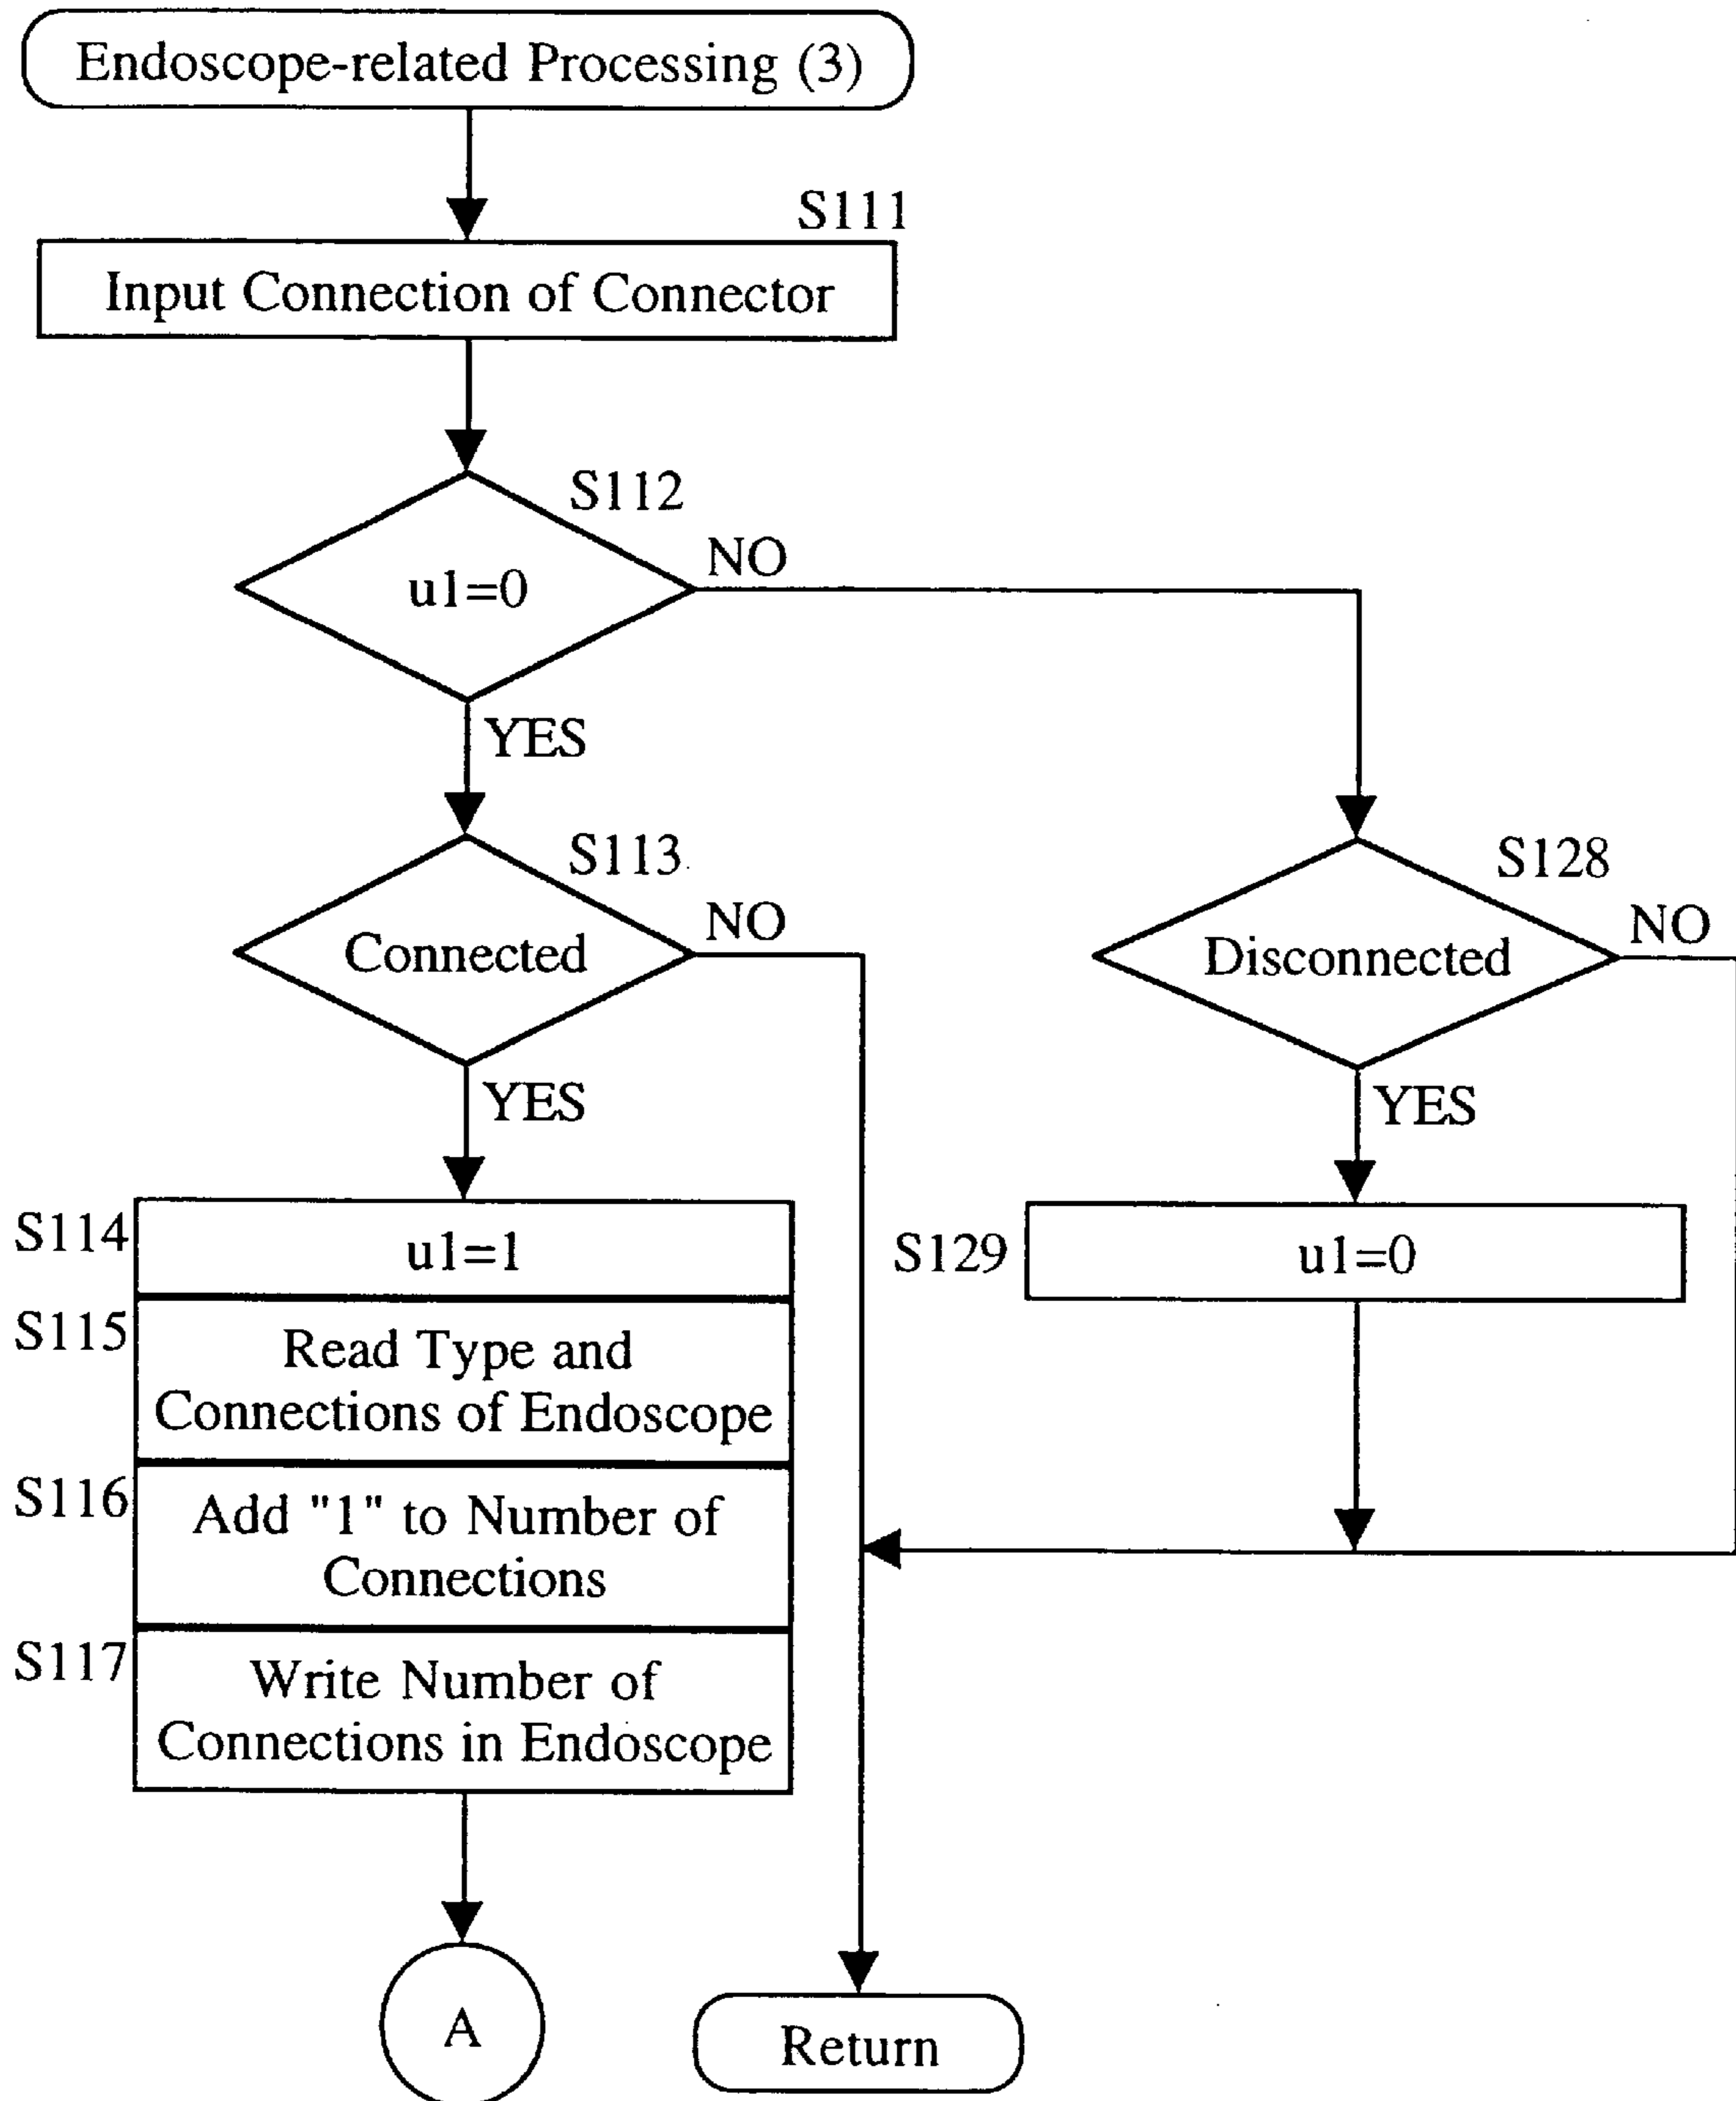 Endoscope-related Processing (3)
S111
Input Connection of Connector
S112
u1=0
NO
YES
S113
Connected
NO
YES
S128
Disconnected
NO
YES
S114
u1=1
S129
u1=0
S115
Read Type and
Connections of Endoscope
S116
Add "1" to Number of
Connections
S117
Write Number of
Connections in Endoscope
A
Return